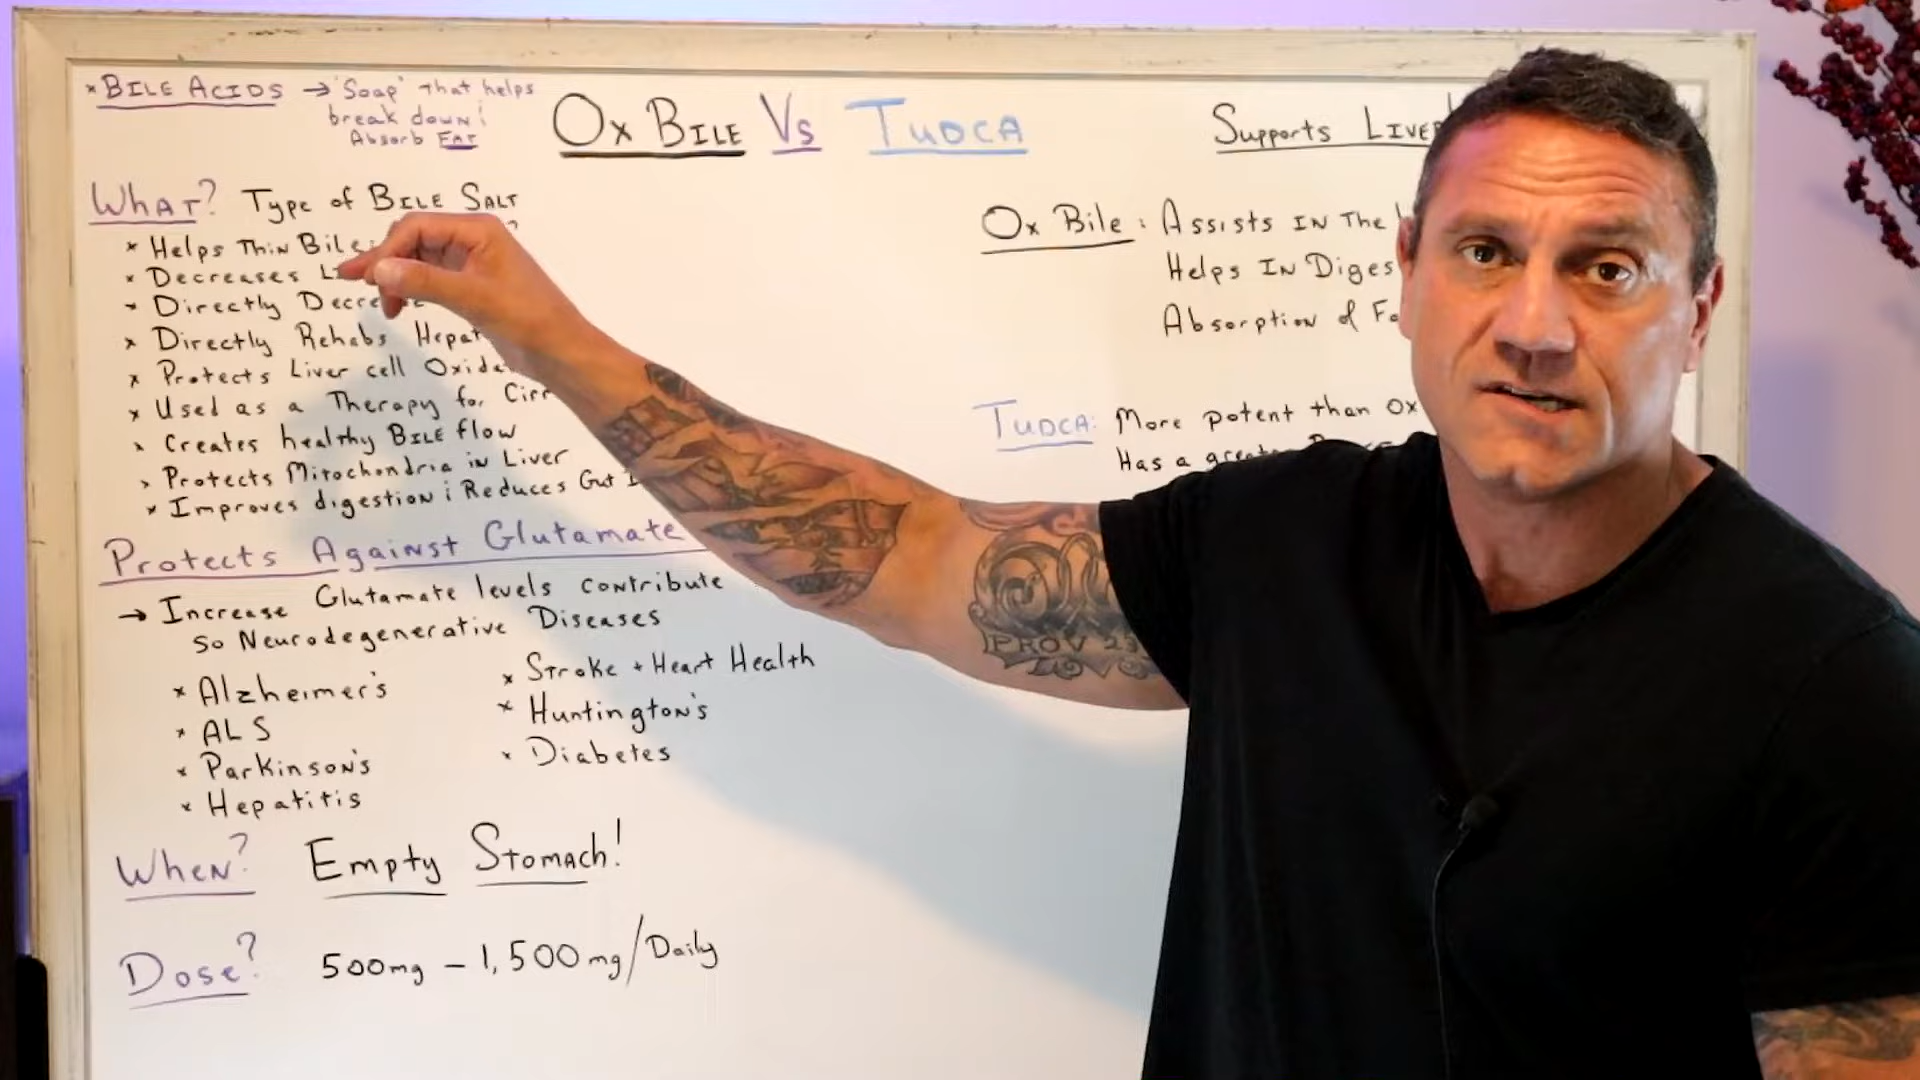 * BILE ACIDS → 'Soap' That helps
break down &
Absorb FAT
OX BILE VS TUDCA
What? Type of BILE SALT
* Helps Thin Bile
* Decreases
* Directly
* Directly Rehabs
* Protects Liver cell
* Used as a Therapy for
* Creates healthy BILE flow
* Protects Mitochondria in Liver
* Improves digestion & Reduces Gut
Protects Against Glutamate
→ Increase Glutamate levels contribute
so Neurodegenerative Diseases
* Alzheimer's
* ALS
* Parkinson's
* Hepatitis
* Stroke + Heart Health
* Huntington's
* Diabetes
When? Empty Stomach!
Dose? 500mg – 1,500mg/Daily
Supports LIVER
Ox Bile: Assists IN The
Helps IN
Absorption of
TUDCA: More potent than OX
Has a
PROV